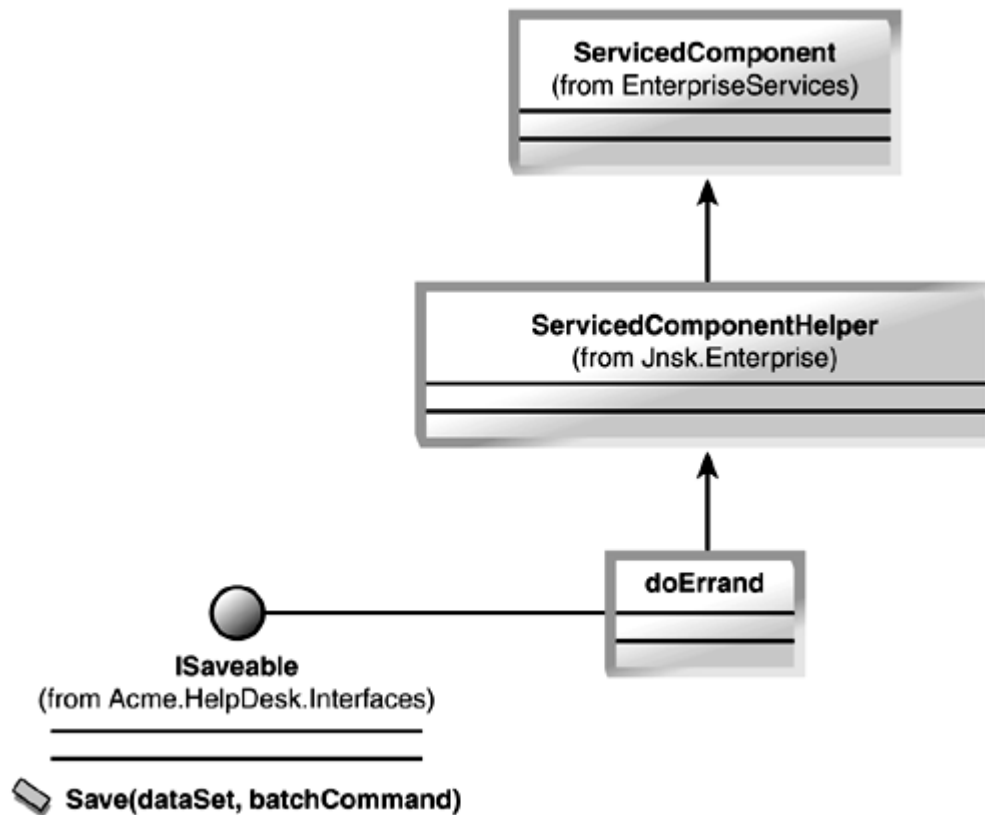 ServicedComponent
(from EnterpriseServices)
ServicedComponentHelper
(from Jnsk.Enterprise)
doErrand
ISaveable
(from Acme.HelpDesk.Interfaces)
Save(dataSet, batchCommand)